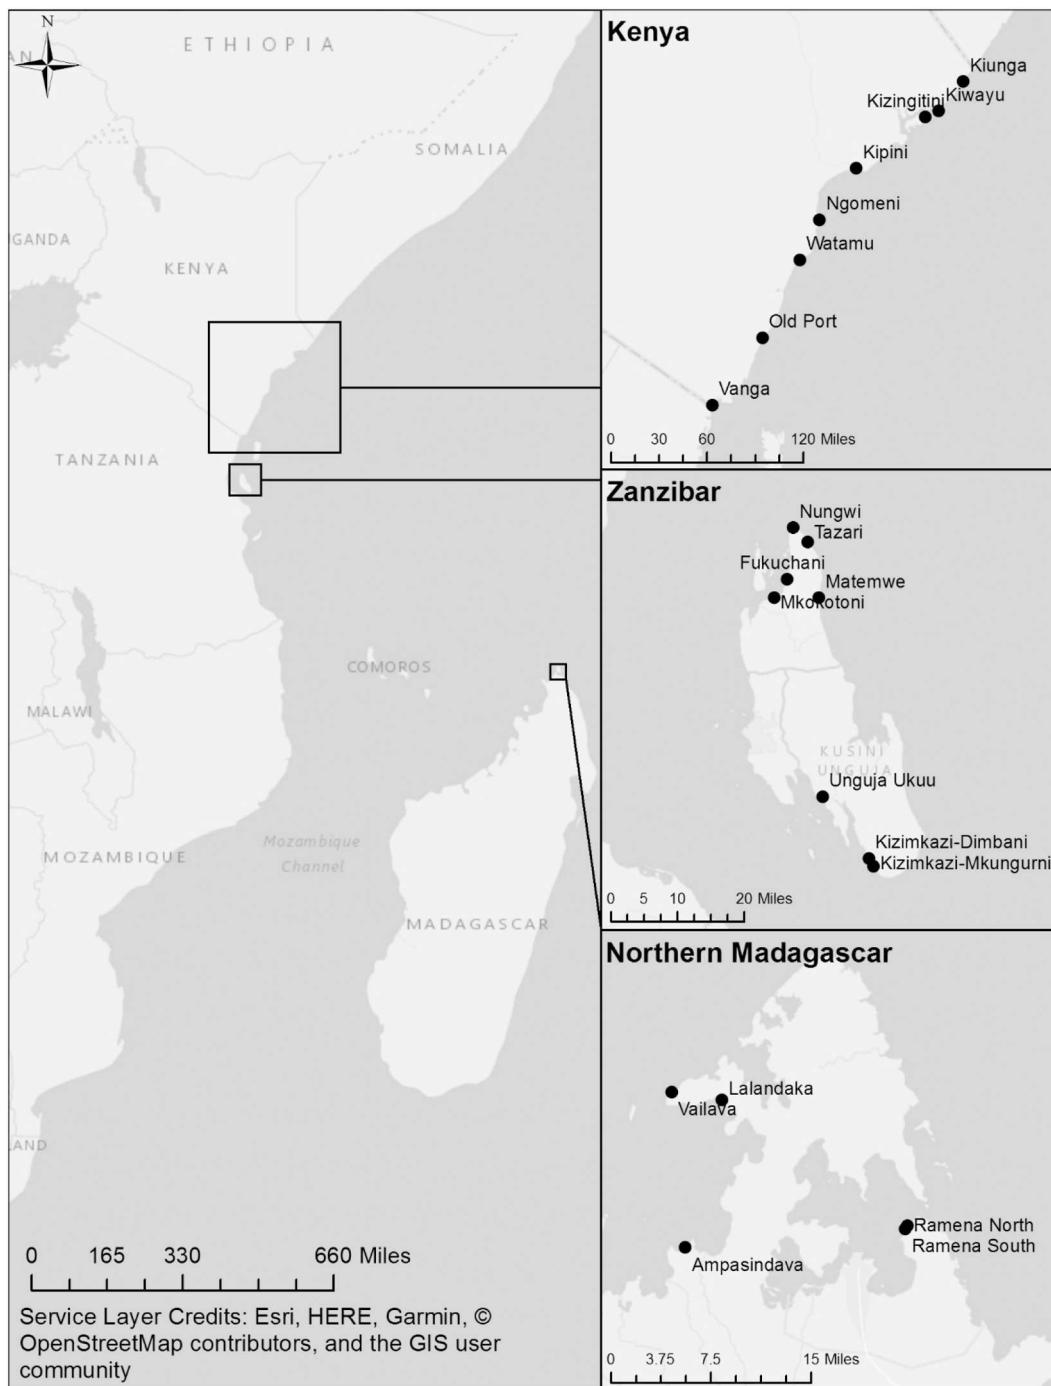 N
ETHIOPIA
AN
SOMALIA
UGANDA
KENYA
TANZANIA
COMOROS
MALAWI
Mozambique
Channel
MOZAMBIQUE
MADAGASCAR
LAND
0 165 330 660 Miles
Service Layer Credits: Esri, HERE, Garmin, ©
OpenStreetMap contributors, and the GIS user
community
Kenya
Kiunga
Kizingitini
Kiwayu
Kipini
Ngomeni
Watamu
Old Port
Vanga
0 30 60 120 Miles
Zanzibar
Nungwi
Tazari
Fukuchani
Matemwe
Mkokotoni
KUSINI
UNGUJA
Unguja Ukuu
Kizimkazi-Dimbani
Kizimkazi-Mkungurni
0 5 10 20 Miles
Northern Madagascar
Lalandaka
Vailava
Ramena North
Ramena South
Ampasindava
0 3.75 7.5 15 Miles